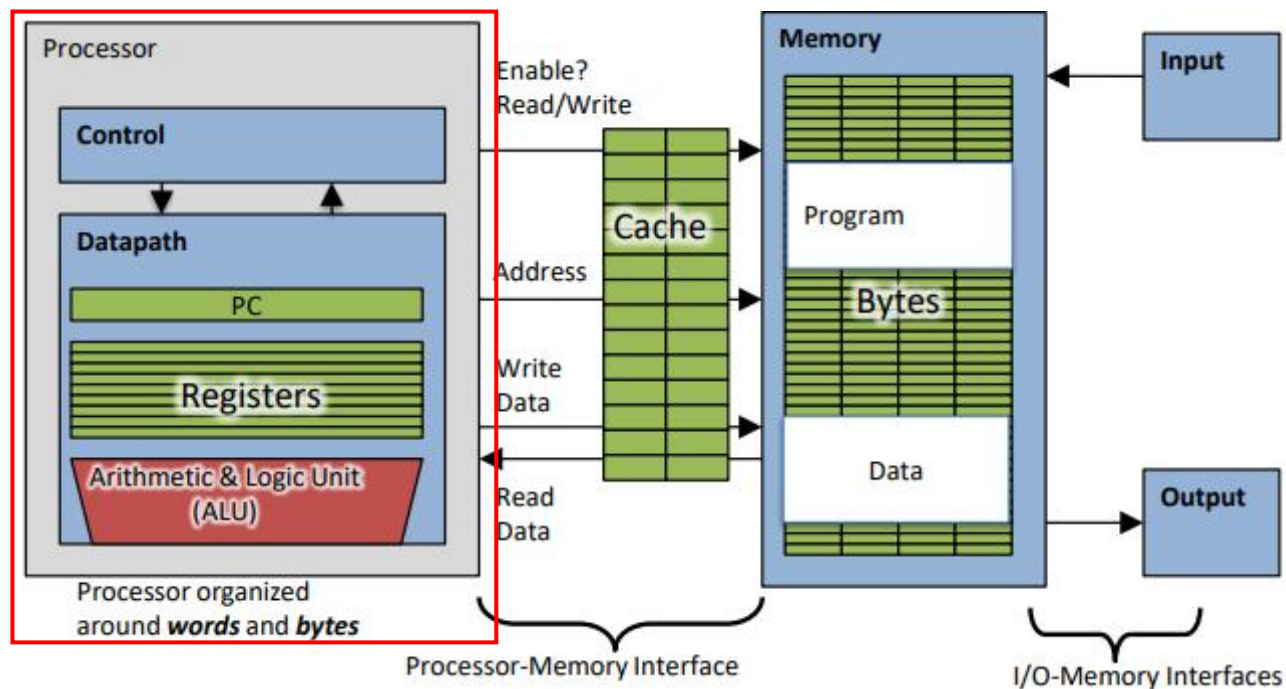 Processor
Control
Datapath
PC
Registers
Arithmetic & Logic Unit
(ALU)
Processor organized
around words and bytes
Enable?
Read/Write
Cache
Address
Write
Data
Read
Data
Processor-Memory Interface
Memory
Program
Bytes
Data
Input
Output
I/O-Memory Interfaces